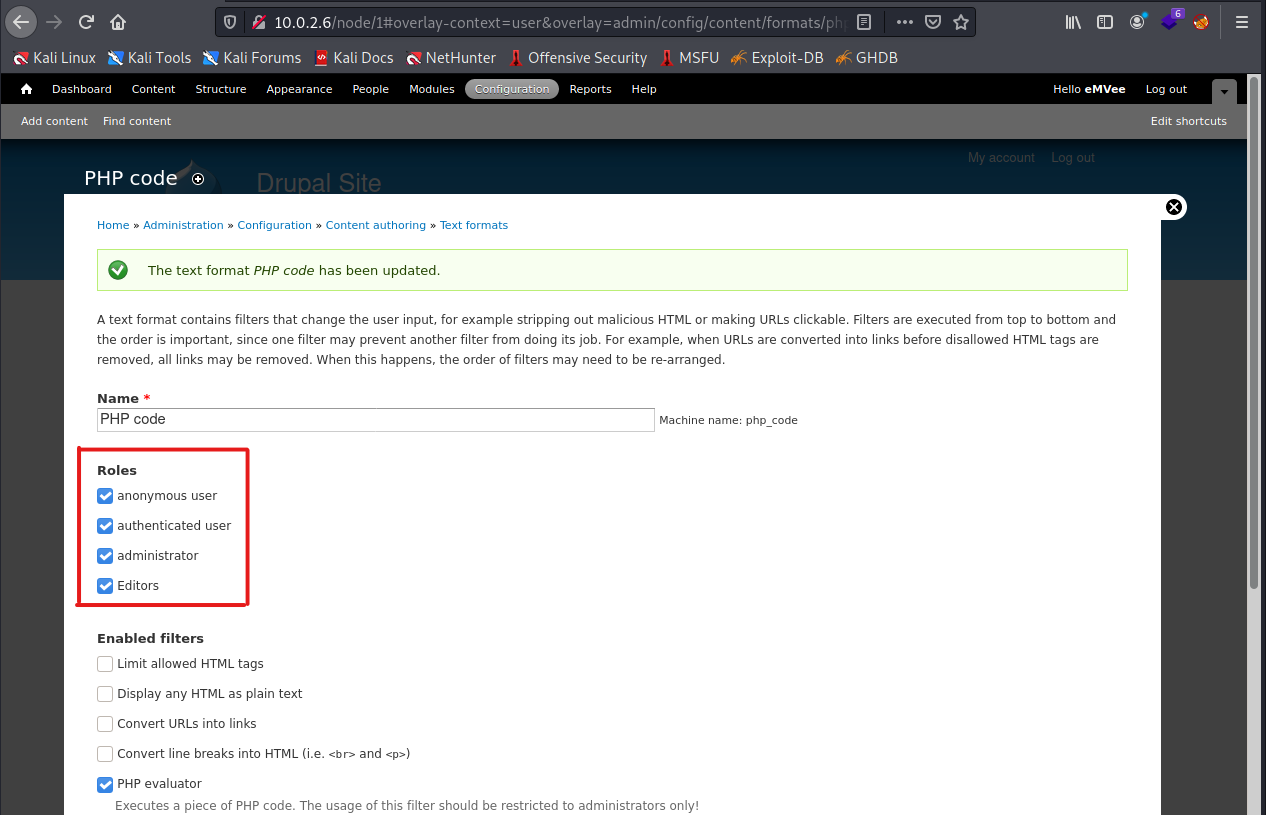 10.0.2.6/node/1#overlay-context=user&overlay=admin/config/content/formats/php
6
Kali Linux Kali Tools Kali Forums Kali Docs NetHunter Offensive Security MSFU Exploit-DB GHDB
Dashboard Content Structure Appearance People Modules Configuration Reports Help Hello eMVee Log out
Add content Find content Edit shortcuts
My account Log out
PHP code Drupal Site
Home » Administration » Configuration » Content authoring » Text formats
The text format PHP code has been updated.
A text format contains filters that change the user input, for example stripping out malicious HTML or making URLs clickable. Filters are executed from top to bottom and
the order is important, since one filter may prevent another filter from doing its job. For example, when URLs are converted into links before disallowed HTML tags are
removed, all links may be removed. When this happens, the order of filters may need to be re-arranged.
Name *
PHP code Machine name: php_code
Roles
anonymous user
authenticated user
administrator
Editors
Enabled filters
Limit allowed HTML tags
Display any HTML as plain text
Convert URLs into links
Convert line breaks into HTML (i.e. <br> and <p>)
PHP evaluator
Executes a piece of PHP code. The usage of this filter should be restricted to administrators only!